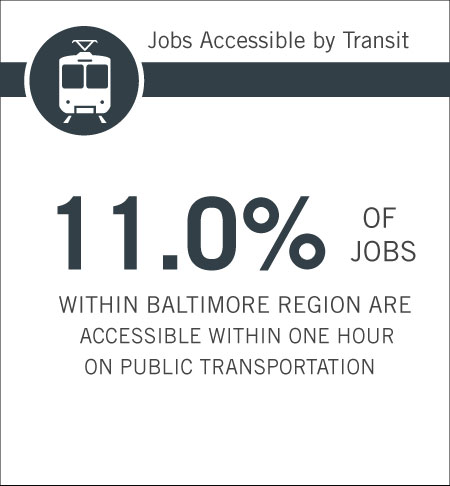 Jobs Accessible by Transit
11.0% OF JOBS
WITHIN BALTIMORE REGION ARE
ACCESSIBLE WITHIN ONE HOUR
ON PUBLIC TRANSPORTATION